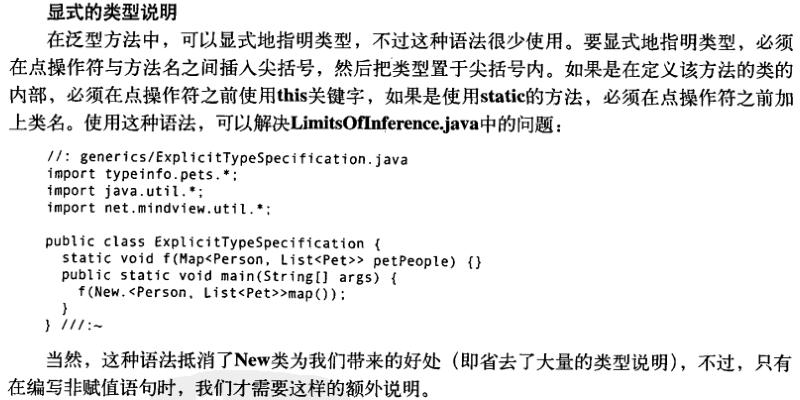 显式的类型说明
在泛型方法中，可以显式地指明类型，不过这种语法很少使用。要显式地指明类型，必须
在点操作符与方法名之间插入尖括号，然后把类型置于尖括号内。如果是在定义该方法的类的
内部，必须在点操作符之前使用this关键字，如果是使用static的方法，必须在点操作符之前加
上类名。使用这种语法，可以解决LimitsOfInference.java中的问题：
//: generics/ExplicitTypeSpecification.java
import typeinfo.pets.*;
import java.util.*;
import net.mindview.util.*;
public class ExplicitTypeSpecification {
static void f(Map<Person, List<Pet>> petPeople) {}
public static void main(String[] args) {
f(New.<Person, List<Pet>>map());
}
} ///:~
当然，这种语法抵消了New类为我们带来的好处（即省去了大量的类型说明），不过，只有
在编写非赋值语句时，我们才需要这样的额外说明。